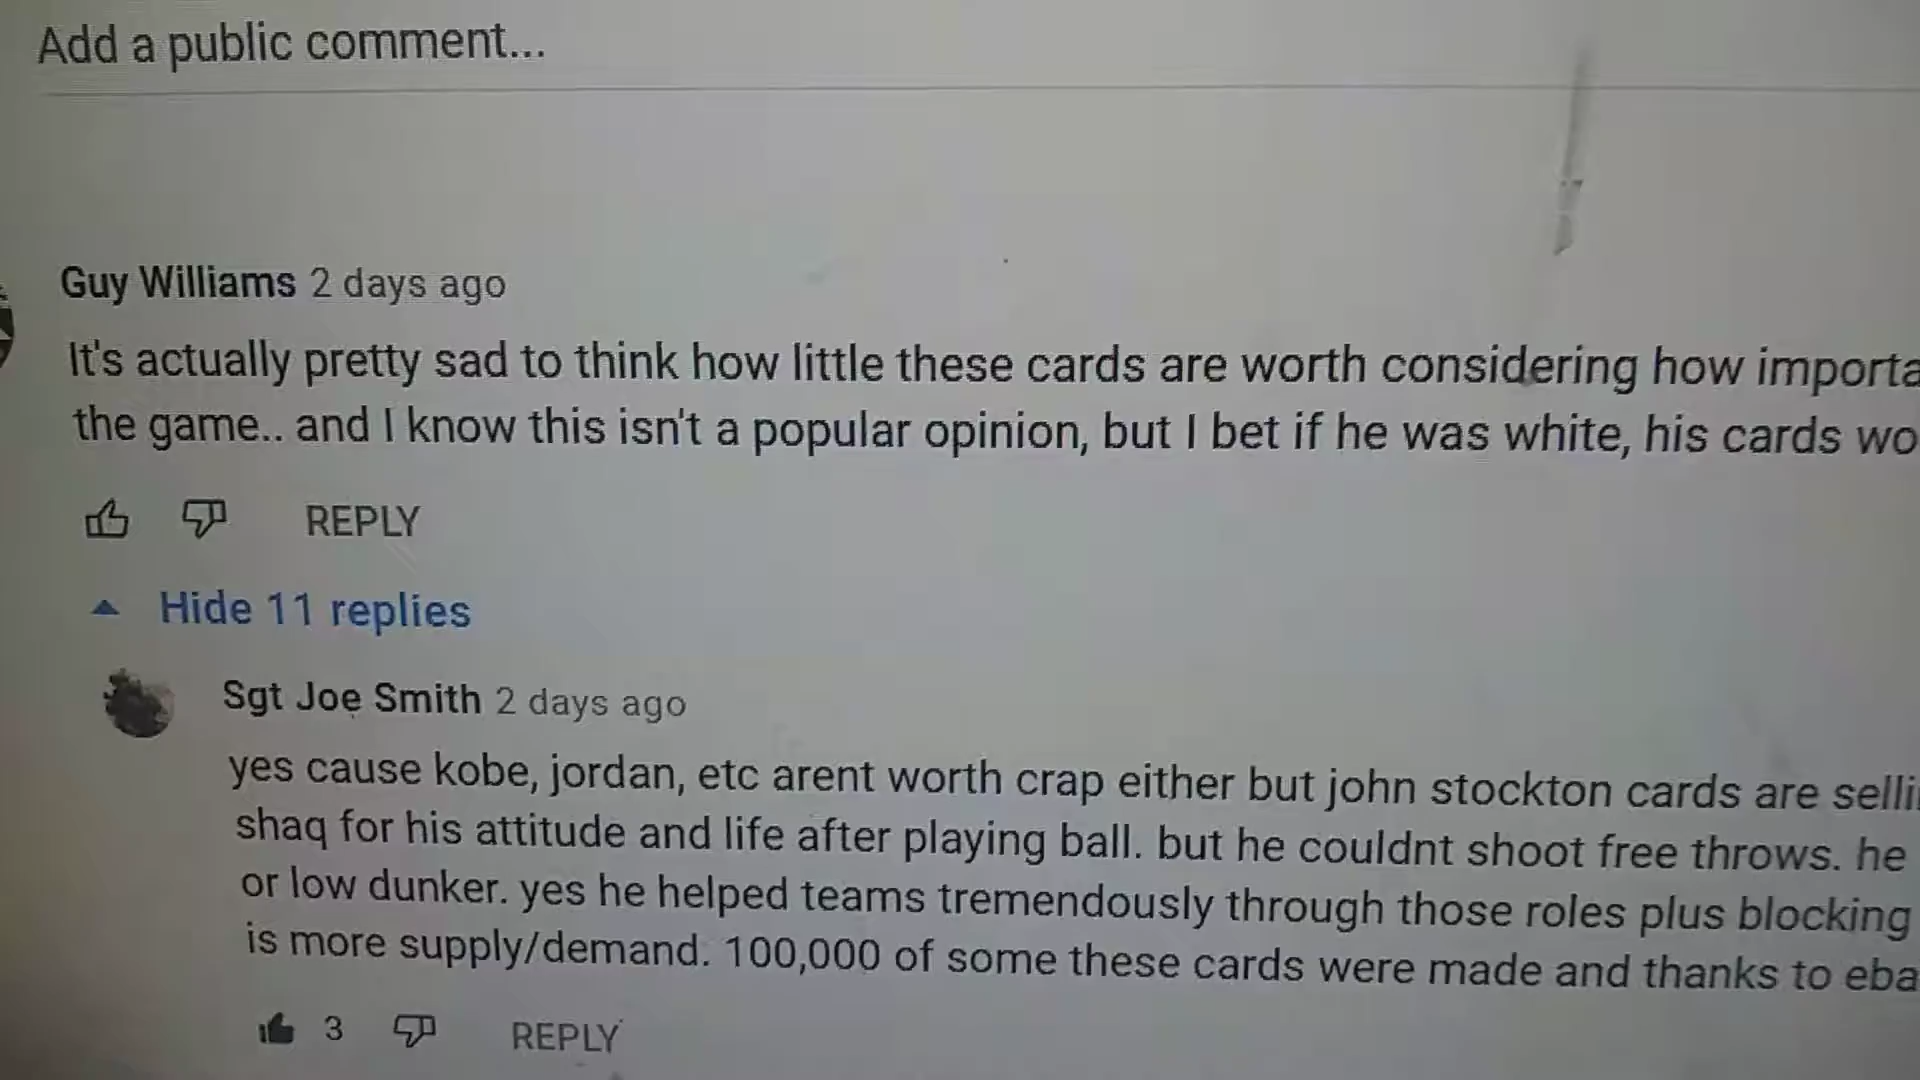 Add a public comment...
Guy Williams 2 days ago
It's actually pretty sad to think how little these cards are worth considering how importa
the game.. and I know this isn't a popular opinion, but I bet if he was white, his cards wo
REPLY
Hide 11 replies
Sgt Joe Smith 2 days ago
yes cause kobe, jordan, etc arent worth crap either but john stockton cards are selli
shaq for his attitude and life after playing ball. but he couldnt shoot free throws. he
or low dunker. yes he helped teams tremendously through those roles plus blocking
is more supply/demand. 100,000 of some these cards were made and thanks to eba
3 REPLY